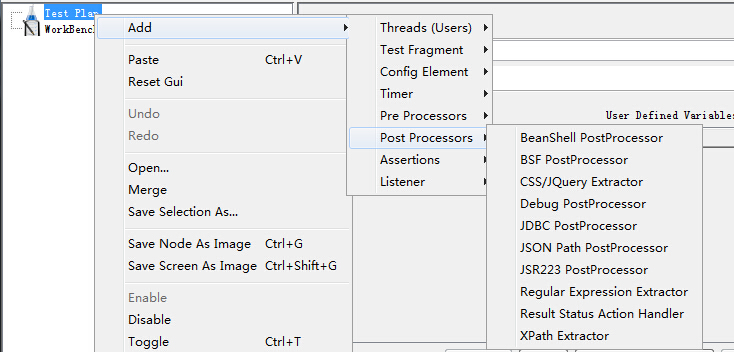 Test Plan
WorkBench
Add
Paste Ctrl+V
Reset Gui
Undo
Redo
Open...
Merge
Save Selection As...
Save Node As Image Ctrl+G
Save Screen As Image Ctrl+Shift+G
Enable
Disable
Toggle Ctrl+T
Threads (Users)
Test Fragment
Config Element
Timer
Pre Processors
Post Processors
Assertions
Listener
User Defined Variables
BeanShell PostProcessor
BSF PostProcessor
CSS/JQuery Extractor
Debug PostProcessor
JDBC PostProcessor
JSON Path PostProcessor
JSR223 PostProcessor
Regular Expression Extractor
Result Status Action Handler
XPath Extractor